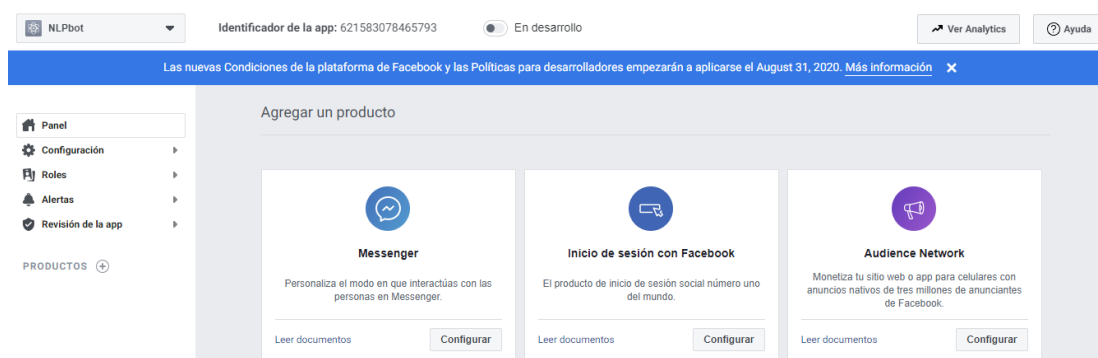 NLPbot
Identificador de la app: 621583078465793
En desarrollo
Ver Analytics
Ayuda
Las nuevas Condiciones de la plataforma de Facebook y las Políticas para desarrolladores empezarán a aplicarse el August 31, 2020. Más información
Panel
Configuración
Roles
Alertas
Revisión de la app
PRODUCTOS
Agregar un producto
Messenger
Personaliza el modo en que interactúas con las
personas en Messenger.
Leer documentos
Configurar
Inicio de sesión con Facebook
El producto de inicio de sesión social número uno
del mundo.
Leer documentos
Configurar
Audience Network
Monetiza tu sitio web o app para celulares con
anuncios nativos de tres millones de anunciantes
de Facebook.
Leer documentos
Configurar